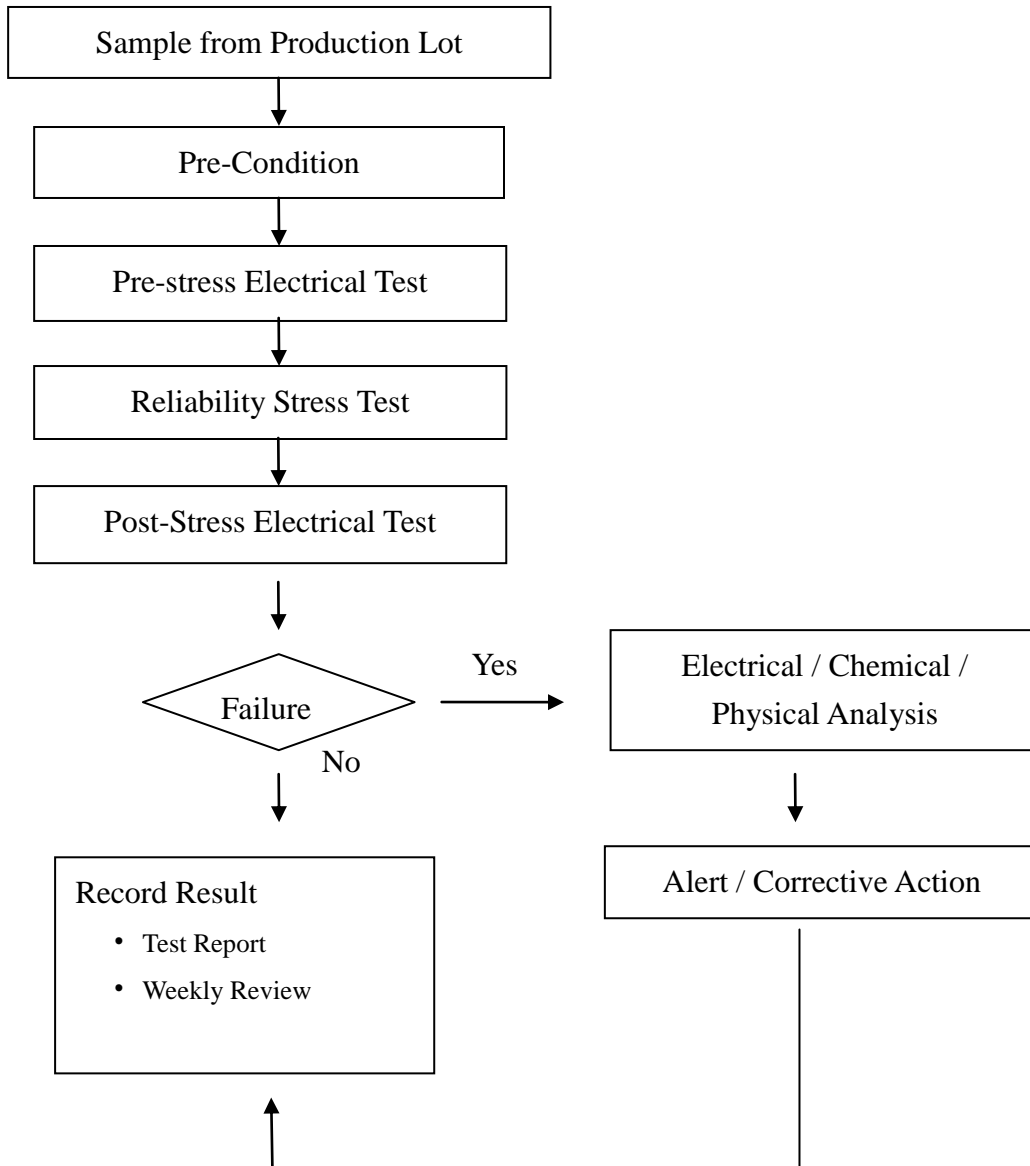 Sample from Production Lot
Pre-Condition
Pre-stress Electrical Test
Reliability Stress Test
Post-Stress Electrical Test
Failure
Yes
No
Electrical / Chemical /
Physical Analysis
Alert / Corrective Action
Record Result
• Test Report
• Weekly Review